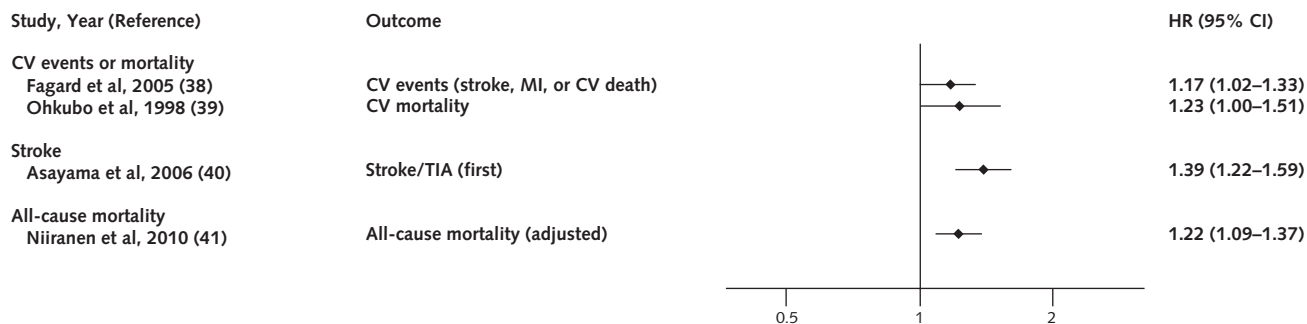 Study, Year (Reference) Outcome HR (95% CI)
CV events or mortality
Fagard et al, 2005 (38) CV events (stroke, MI, or CV death) 1.17 (1.02–1.33)
Ohkubo et al, 1998 (39) CV mortality 1.23 (1.00–1.51)
Stroke
Asayama et al, 2006 (40) Stroke/TIA (first) 1.39 (1.22–1.59)
All-cause mortality
Niiranen et al, 2010 (41) All-cause mortality (adjusted) 1.22 (1.09–1.37)
0.5 1 2